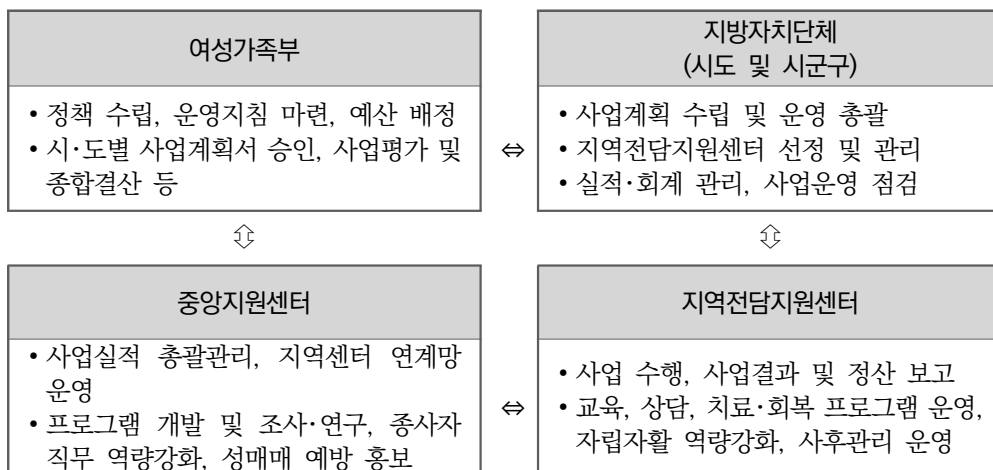 여성가족부
• 정책 수립, 운영지침 마련, 예산 배정
• 시·도별 사업계획서 승인, 사업평가 및
종합결산 등
⇔
지방자치단체
(시도 및 시군구)
• 사업계획 수립 및 운영 총괄
• 지역전담지원센터 선정 및 관리
• 실적·회계 관리, 사업운영 점검
⇕
⇕
중앙지원센터
• 사업실적 총괄관리, 지역센터 연계망
운영
• 프로그램 개발 및 조사·연구, 종사자
직무 역량강화, 성매매 예방 홍보
⇔
지역전담지원센터
• 사업 수행, 사업결과 및 정산 보고
• 교육, 상담, 치료·회복 프로그램 운영,
자립자활 역량강화, 사후관리 운영